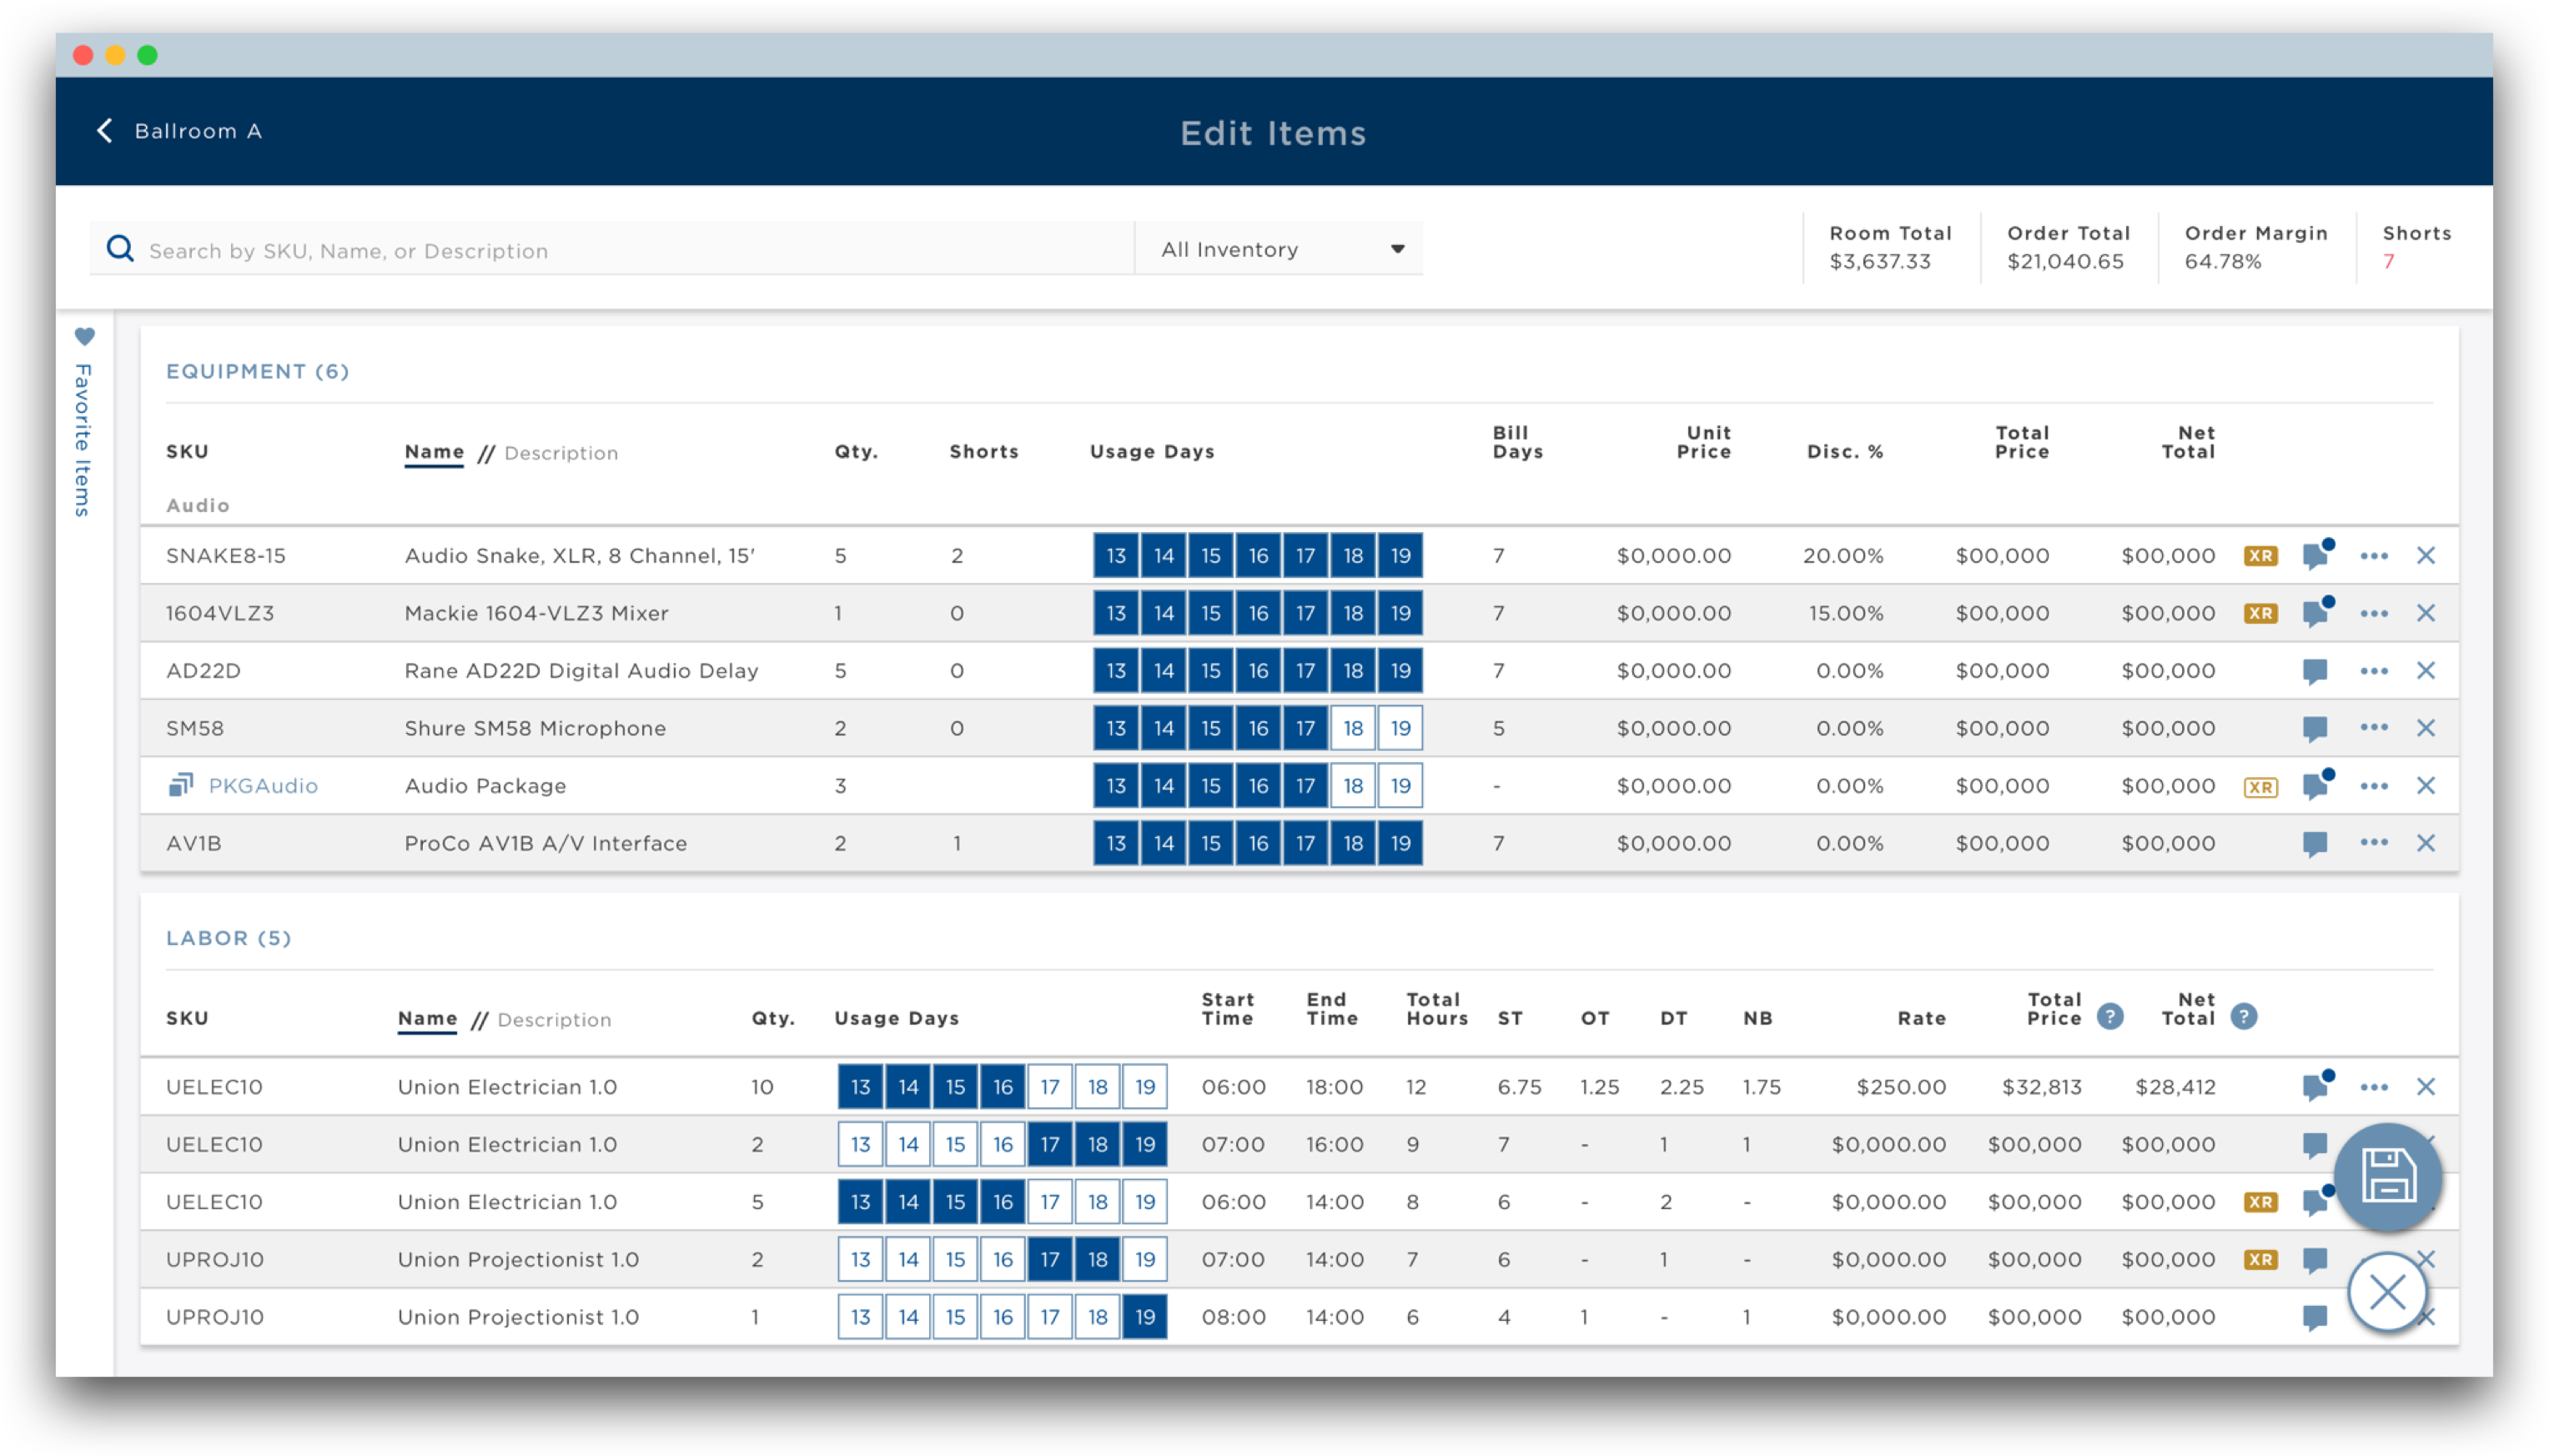 Ballroom A
Edit Items
Search by SKU, Name, or Description
All Inventory
Room Total
$3,637.33
Order Total
$21,040.65
Order Margin
64.78%
Shorts
7
Favorite Items
EQUIPMENT (6)
SKU Name // Description Qty. Shorts Usage Days Bill Days Unit Price Disc. % Total Price Net Total
Audio
SNAKE8-15 Audio Snake, XLR, 8 Channel, 15' 5 2 13 14 15 16 17 18 19 7 $0,000.00 20.00% $00,000 $00,000 XR
1604VLZ3 Mackie 1604-VLZ3 Mixer 1 0 13 14 15 16 17 18 19 7 $0,000.00 15.00% $00,000 $00,000 XR
AD22D Rane AD22D Digital Audio Delay 5 0 13 14 15 16 17 18 19 7 $0,000.00 0.00% $00,000 $00,000
SM58 Shure SM58 Microphone 2 0 13 14 15 16 17 18 19 5 $0,000.00 0.00% $00,000 $00,000
PKGAudio Audio Package 3 13 14 15 16 17 18 19 - $0,000.00 0.00% $00,000 $00,000 XR
AV1B ProCo AV1B A/V Interface 2 1 13 14 15 16 17 18 19 7 $0,000.00 0.00% $00,000 $00,000
LABOR (5)
SKU Name // Description Qty. Usage Days Start Time End Time Total Hours ST OT DT NB Rate Total Price ? Net Total ?
UELEC10 Union Electrician 1.0 10 13 14 15 16 17 18 19 06:00 18:00 12 6.75 1.25 2.25 1.75 $250.00 $32,813 $28,412
UELEC10 Union Electrician 1.0 2 13 14 15 16 17 18 19 07:00 16:00 9 7 - 1 1 $0,000.00 $00,000 $00,000
UELEC10 Union Electrician 1.0 5 13 14 15 16 17 18 19 06:00 14:00 8 6 - 2 - $0,000.00 $00,000 $00,000 XR
UPROJ10 Union Projectionist 1.0 2 13 14 15 16 17 18 19 07:00 14:00 7 6 - 1 - $0,000.00 $00,000 $00,000 XR
UPROJ10 Union Projectionist 1.0 1 13 14 15 16 17 18 19 08:00 14:00 6 4 1 - 1 $0,000.00 $00,000 $00,000